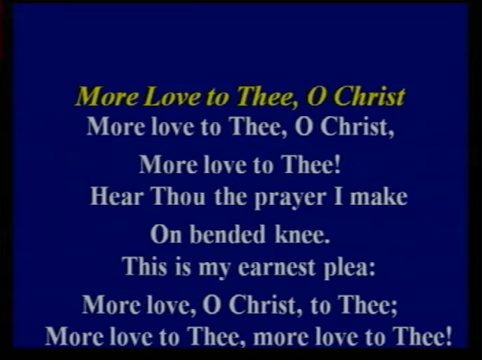 More Love to Thee, O Christ
More love to Thee, O Christ,
More love to Thee!
Hear Thou the prayer I make
On bended knee.
This is my earnest plea:
More love, O Christ, to Thee;
More love to Thee, more love to Thee!